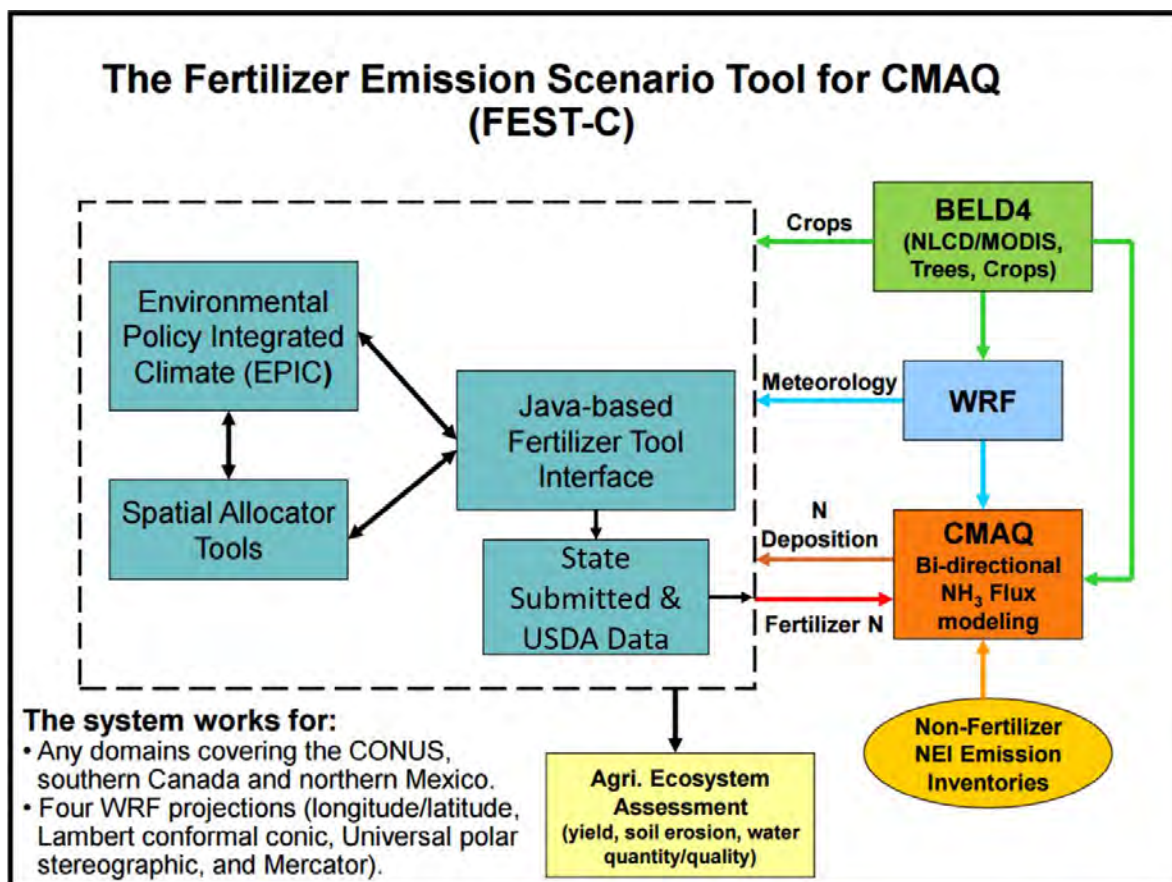 The Fertilizer Emission Scenario Tool for CMAQ
(FEST-C)
BELD4
(NLCD/MODIS,
Trees, Crops)
Crops
Environmental
Policy Integrated
Climate (EPIC)
Meteorology
WRF
Java-based
Fertilizer Tool
Interface
Spatial Allocator
Tools
N
Deposition
CMAQ
Bi-directional
NH₃ Flux
modeling
State
Submitted &
USDA Data
Fertilizer N
The system works for:
• Any domains covering the CONUS,
southern Canada and northern Mexico.
• Four WRF projections (longitude/latitude,
Lambert conformal conic, Universal polar
stereographic, and Mercator).
Agri. Ecosystem
Assessment
(yield, soil erosion, water
quantity/quality)
Non-Fertilizer
NEI Emission
Inventories